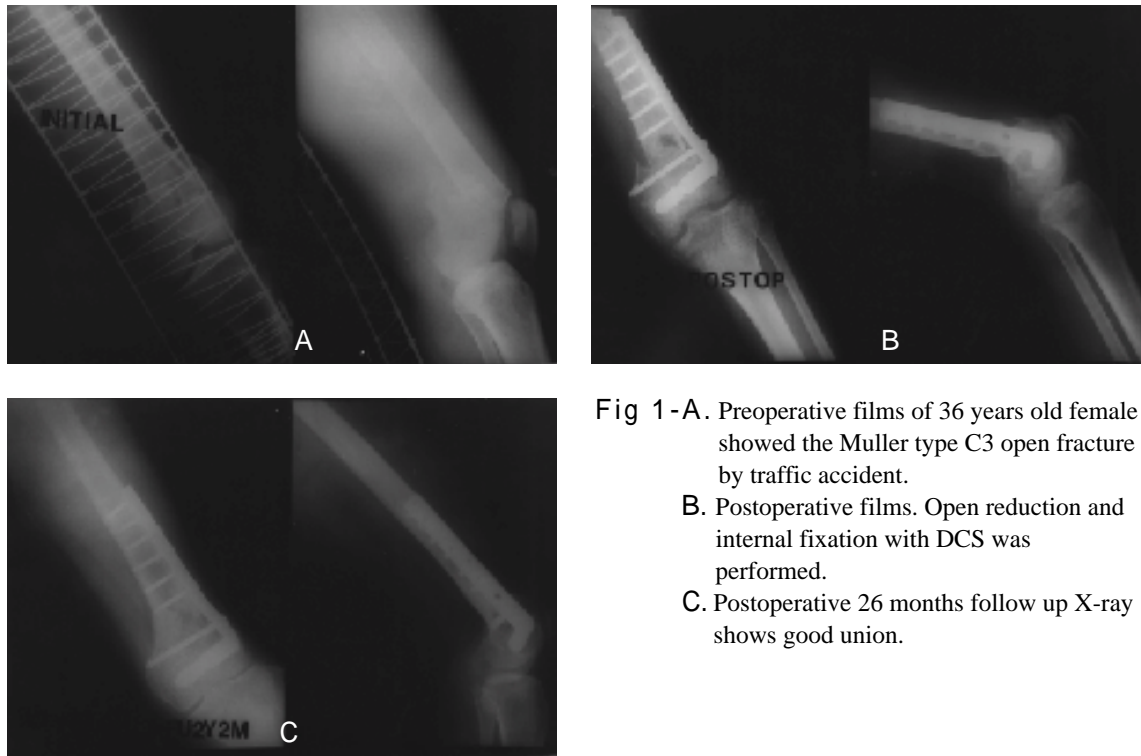 INITIAL
A
POSTOP
B
U2Y2M
C
Fig 1-A. Preoperative films of 36 years old female
showed the Muller type C3 open fracture
by traffic accident.
B. Postoperative films. Open reduction and
internal fixation with DCS was
performed.
C. Postoperative 26 months follow up X-ray
shows good union.